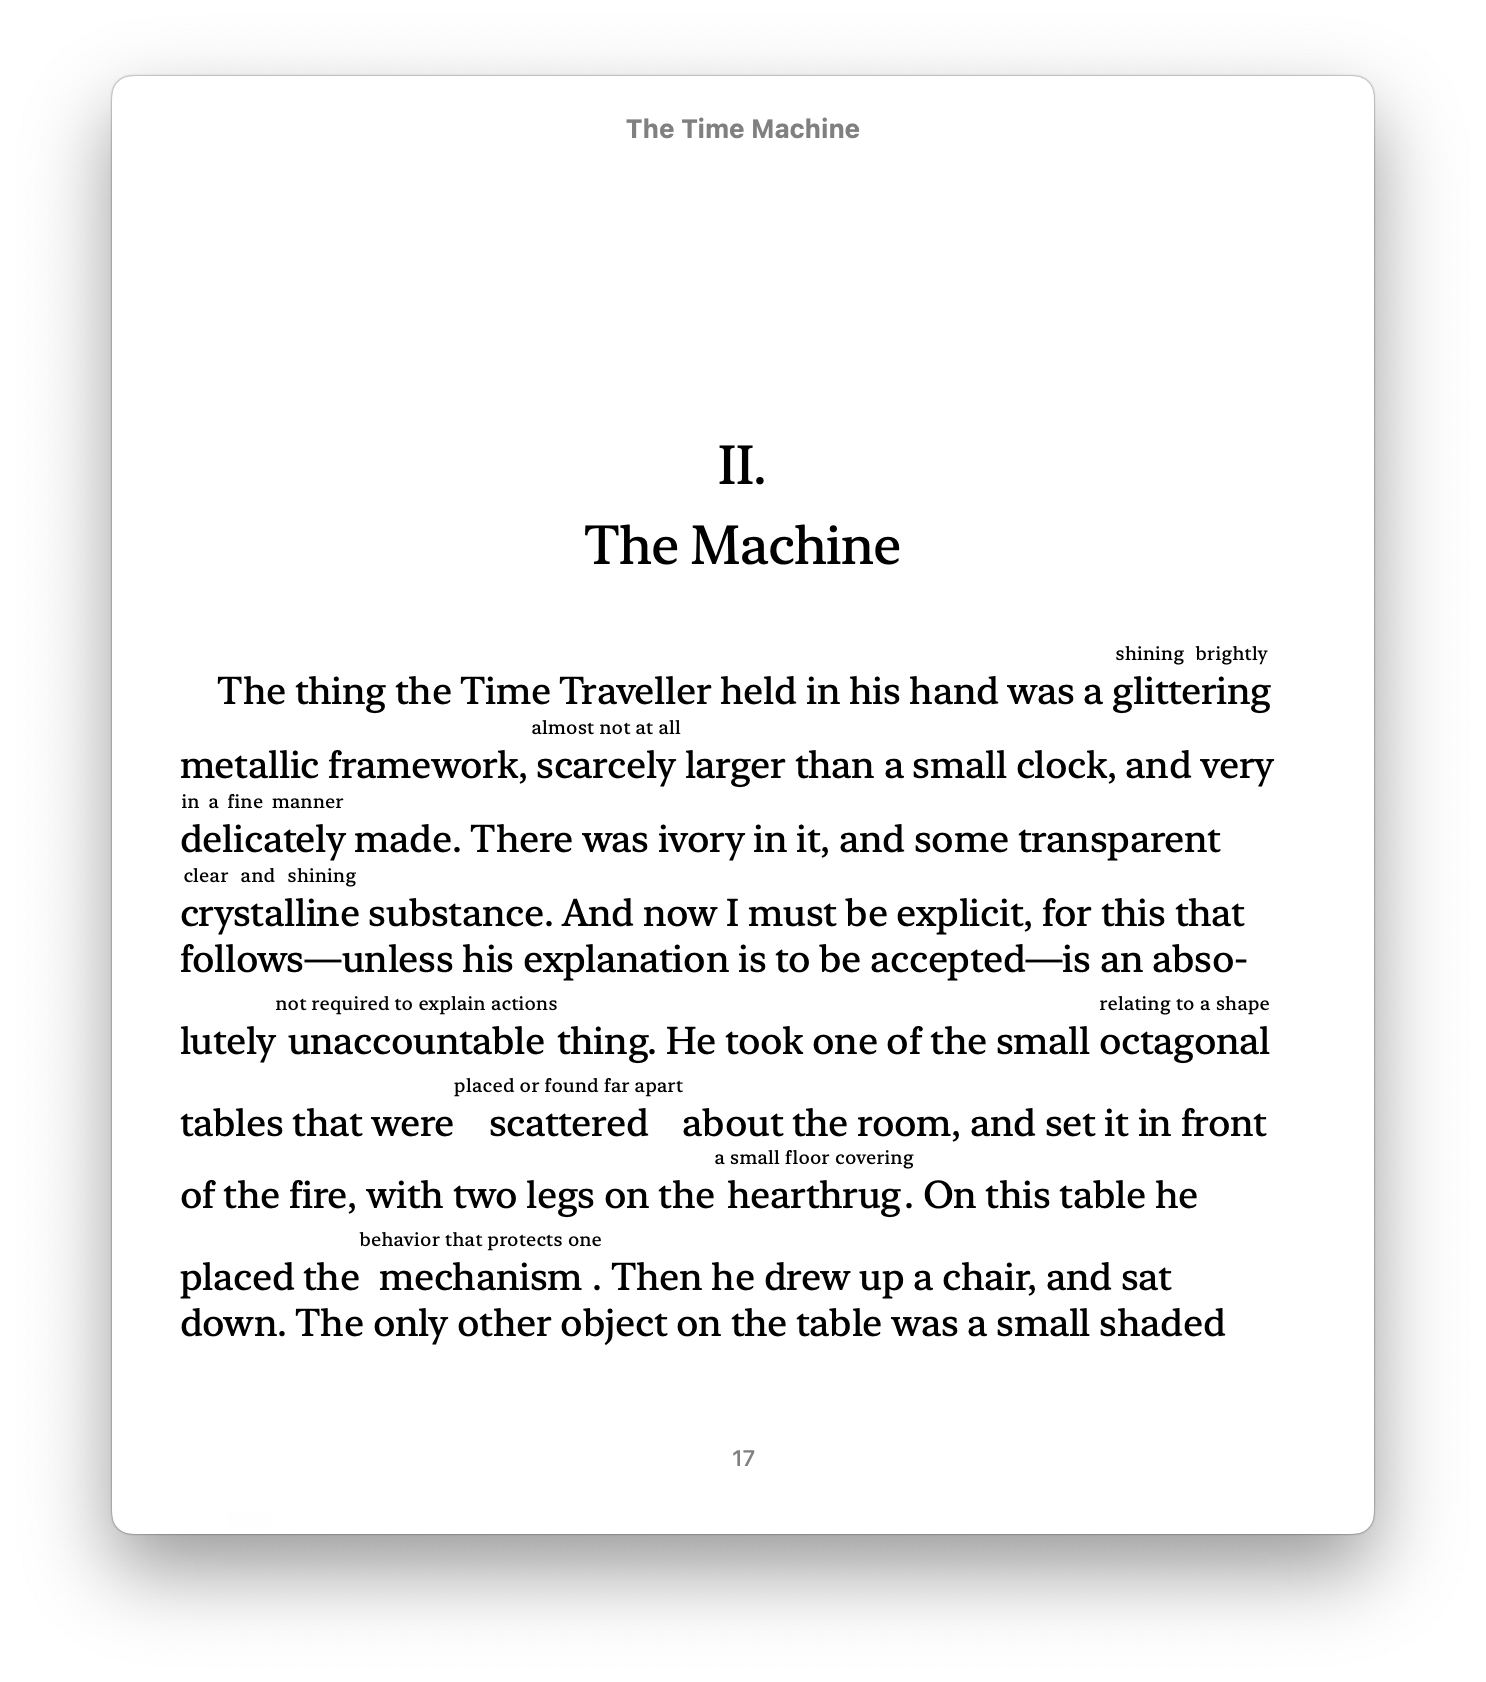 The Time Machine
II.
The Machine
shining brightly
The thing the Time Traveller held in his hand was a glittering
almost not at all
metallic framework, scarcely larger than a small clock, and very
in a fine manner
delicately made. There was ivory in it, and some transparent
clear and shining
crystalline substance. And now I must be explicit, for this that
follows—unless his explanation is to be accepted—is an abso-
not required to explain actions relating to a shape
lutely unaccountable thing. He took one of the small octagonal
placed or found far apart
tables that were scattered about the room, and set it in front
a small floor covering
of the fire, with two legs on the hearthrug. On this table he
behavior that protects one
placed the mechanism . Then he drew up a chair, and sat
down. The only other object on the table was a small shaded
17